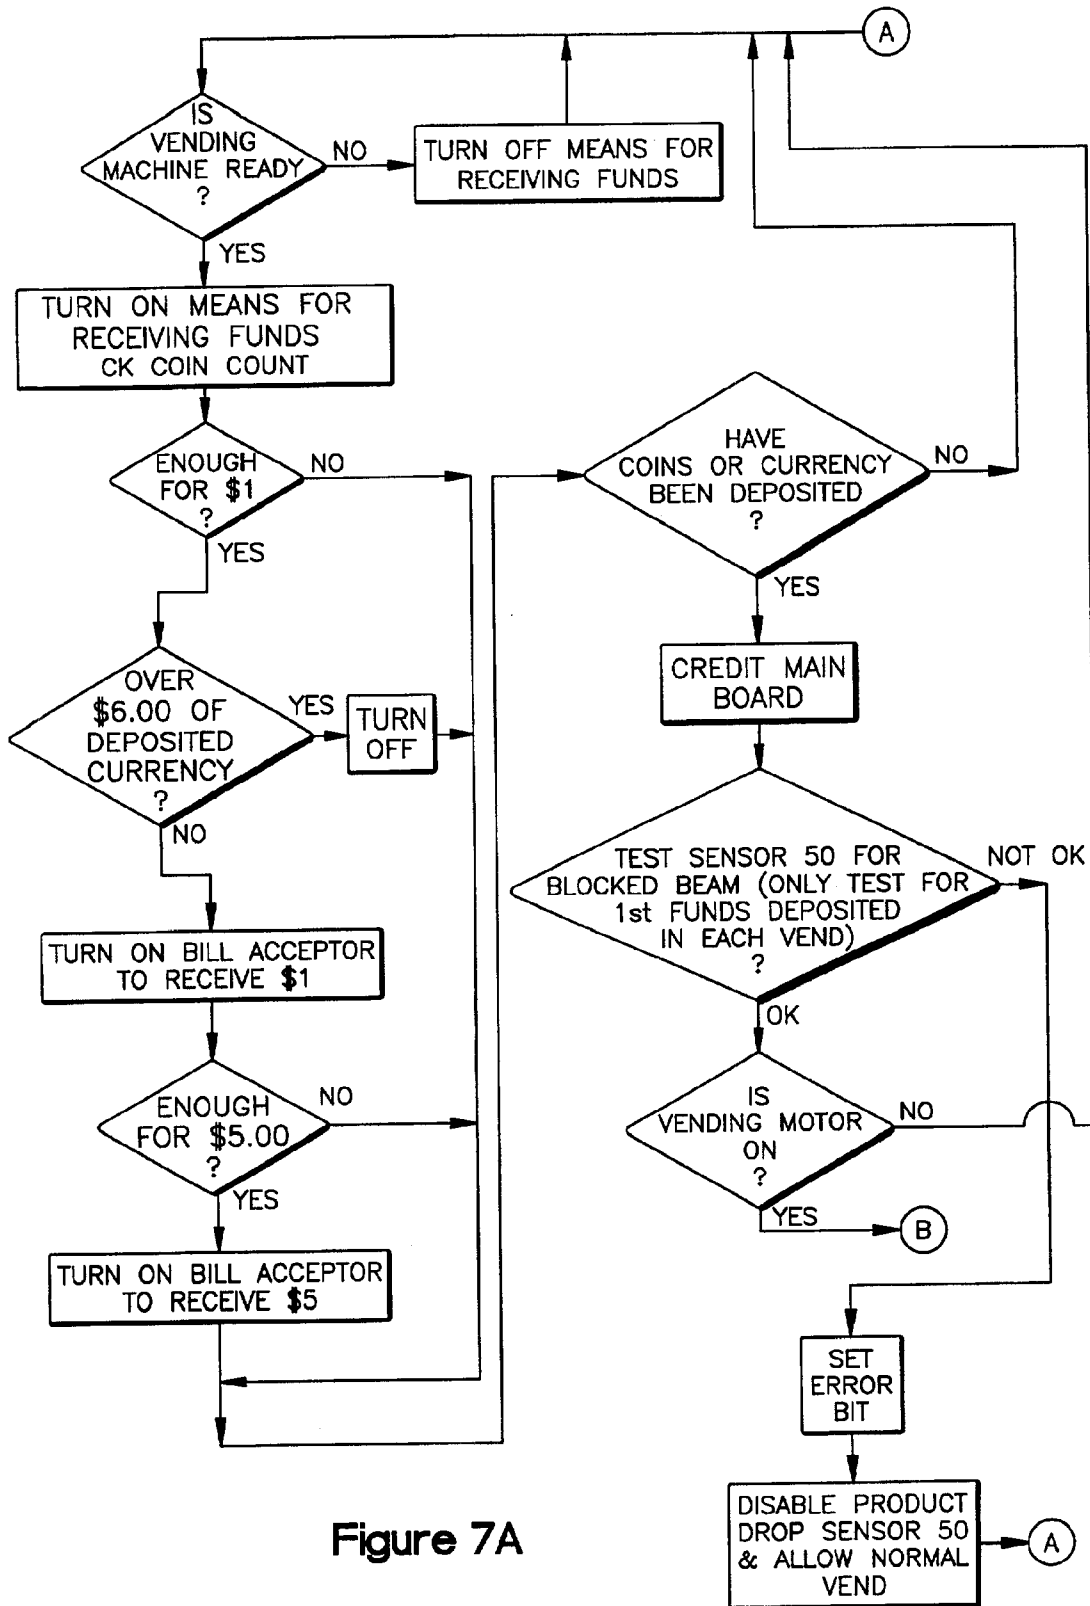 A
IS
VENDING
MACHINE READY
?
NO
TURN OFF MEANS FOR
RECEIVING FUNDS
YES
TURN ON MEANS FOR
RECEIVING FUNDS
CK COIN COUNT
ENOUGH
FOR $1
?
NO
YES
OVER
$6.00 OF
DEPOSITED
CURRENCY
?
YES
TURN
OFF
NO
TURN ON BILL ACCEPTOR
TO RECEIVE $1
ENOUGH
FOR $5.00
?
NO
YES
TURN ON BILL ACCEPTOR
TO RECEIVE $5
HAVE
COINS OR CURRENCY
BEEN DEPOSITED
?
NO
YES
CREDIT MAIN
BOARD
TEST SENSOR 50 FOR
BLOCKED BEAM (ONLY TEST FOR
1st FUNDS DEPOSITED
IN EACH VEND)
?
NOT OK
OK
IS
VENDING MOTOR
ON
?
NO
YES
B
SET
ERROR
BIT
DISABLE PRODUCT
DROP SENSOR 50
& ALLOW NORMAL
VEND
A
Figure 7A